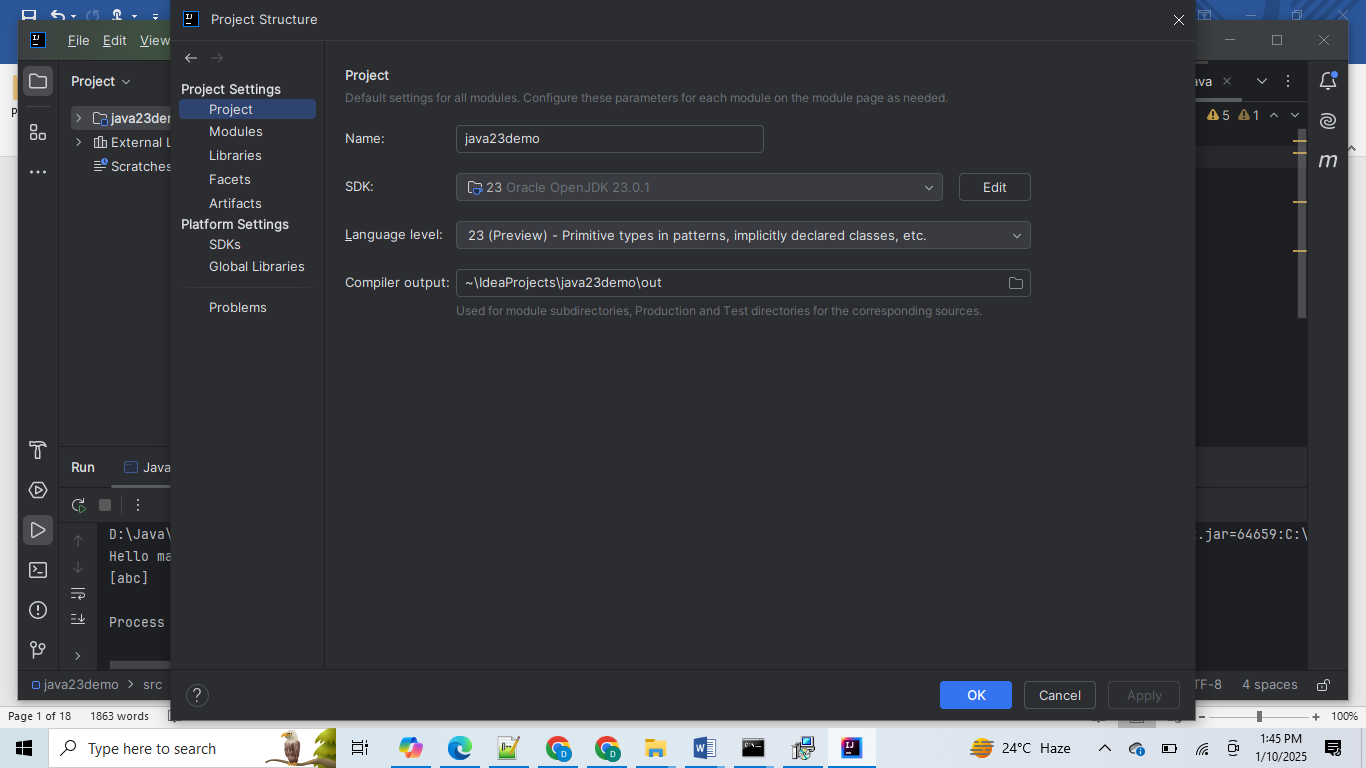 Project Structure
File Edit View
Project
java23der
External L
Scratches
Project Settings
Project
Modules
Libraries
Facets
Artifacts
Platform Settings
SDKs
Global Libraries
Problems
Project
Default settings for all modules. Configure these parameters for each module on the module page as needed.
Name: java23demo
SDK: 23 Oracle OpenJDK 23.0.1 Edit
Language level: 23 (Preview) - Primitive types in patterns, implicitly declared classes, etc.
Compiler output: ~\IdeaProjects\java23demo\out
Used for module subdirectories, Production and Test directories for the corresponding sources.
ava
5 1
m
Run Java
D:\Java\ .jar=64659:C:\
Hello ma
[abc]
Process
? OK Cancel Apply
java23demo > src TF-8 4 spaces
Page 1 of 18 1863 words 100%
Type here to search 24°C Haze 1:45 PM
1/10/2025